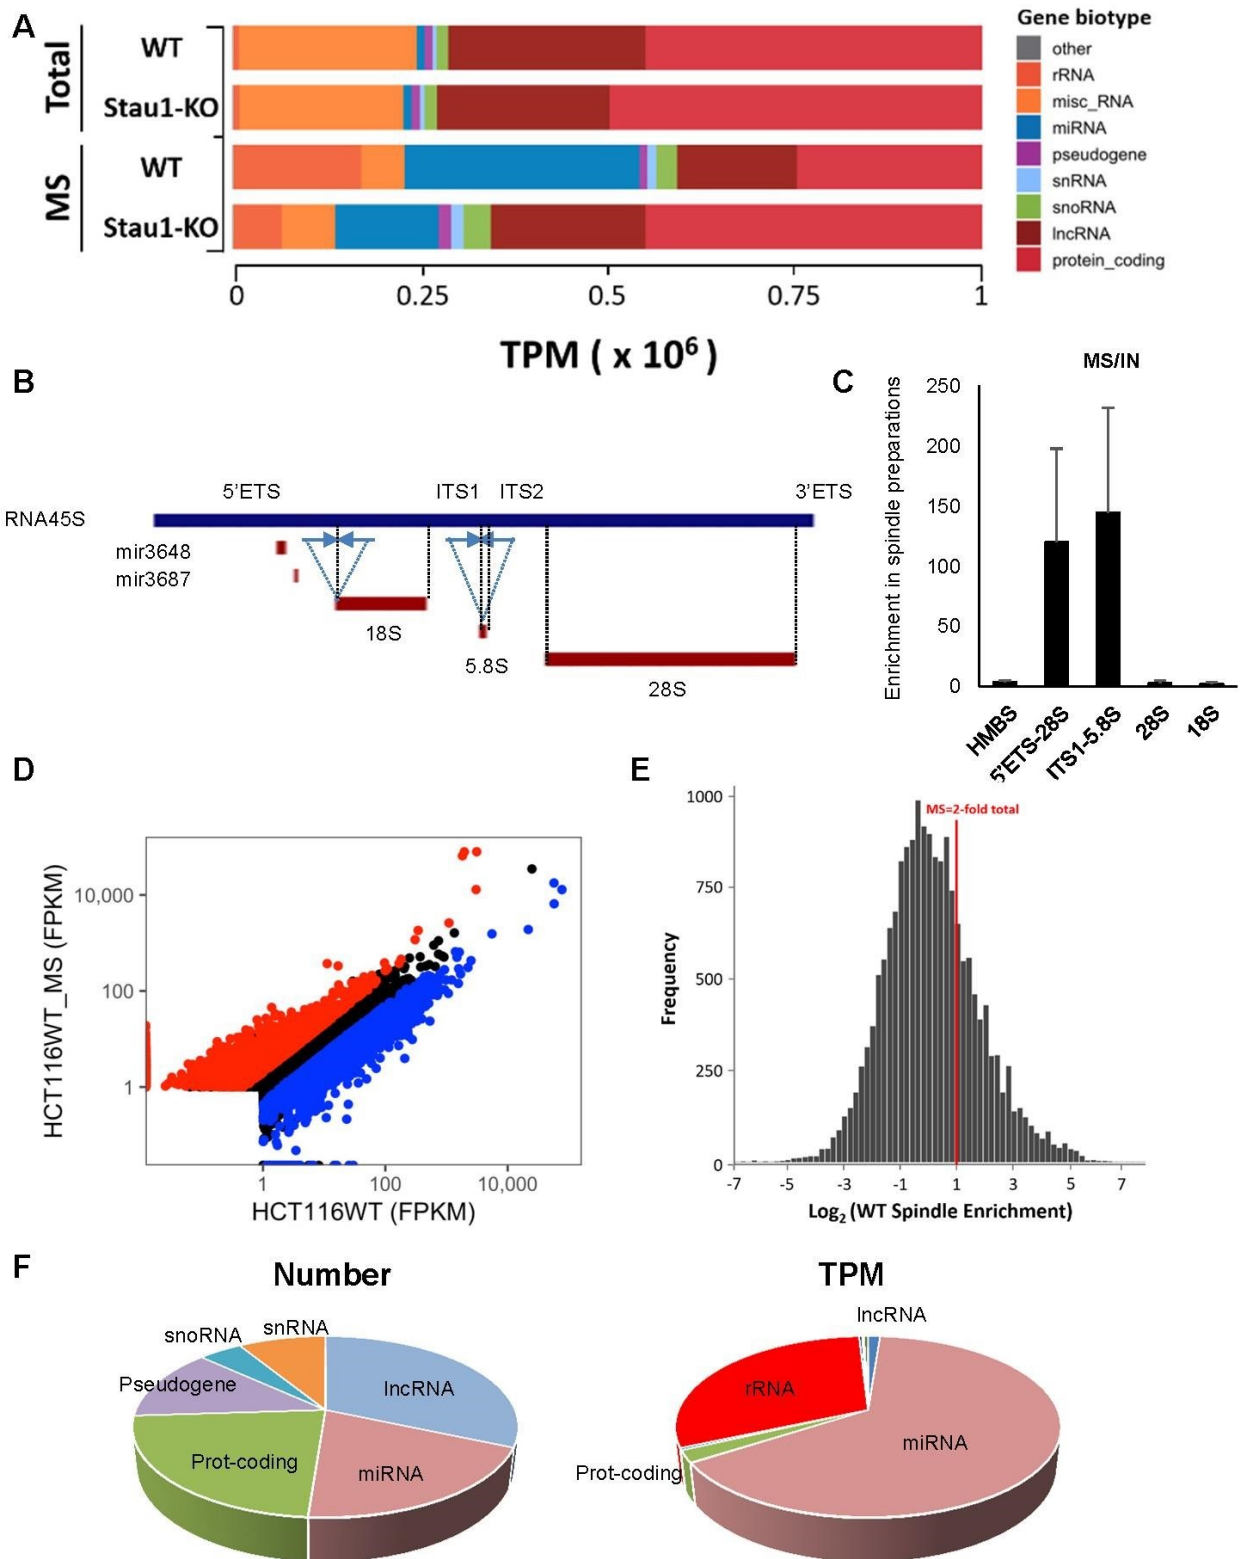 A
Total
WT
Stau1-KO
MS
WT
Stau1-KO
0
0.25
0.5
0.75
1
TPM ( x 10⁶ )
Gene biotype
other
rRNA
misc_RNA
miRNA
pseudogene
snRNA
snoRNA
lncRNA
protein_coding
B
5'ETS
ITS1
ITS2
3'ETS
RNA45S
mir3648
mir3687
18S
5.8S
28S
C
MS/IN
Enrichment in spindle preparations
250
200
150
100
50
0
HMBS
5'ETS-28S
ITS1-5.8S
28S
18S
D
HCT116WT_MS (FPKM)
10,000
100
1
1
100
10,000
HCT116WT (FPKM)
E
MS=2-fold total
Frequency
1000
750
500
250
0
-7
-5
-3
-1
1
3
5
7
Log₂ (WT Spindle Enrichment)
F
Number
snoRNA
snRNA
Pseudogene
lncRNA
Prot-coding
miRNA
TPM
lncRNA
rRNA
miRNA
Prot-coding